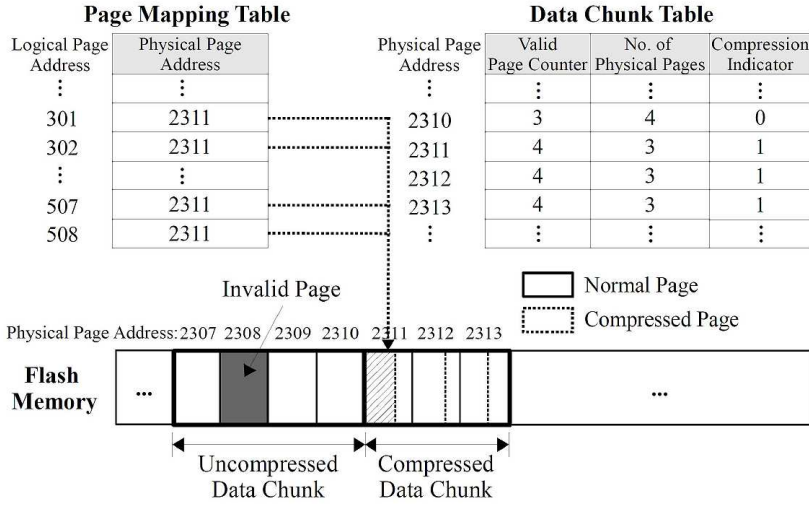 Page Mapping Table
Data Chunk Table
Logical Page Address
Physical Page Address
Physical Page Address
Valid Page Counter
No. of Physical Pages
Compression Indicator
⋮ ⋮ ⋮ ⋮ ⋮ ⋮
301 2311 2310 3 4 0
302 2311 2311 4 3 1
⋮ ⋮ 2312 4 3 1
507 2311 2313 4 3 1
508 2311 ⋮ ⋮ ⋮ ⋮
Invalid Page
Normal Page
Compressed Page
Physical Page Address: 2307 2308 2309 2310 2311 2312 2313
Flash Memory
... ...
Uncompressed Data Chunk
Compressed Data Chunk